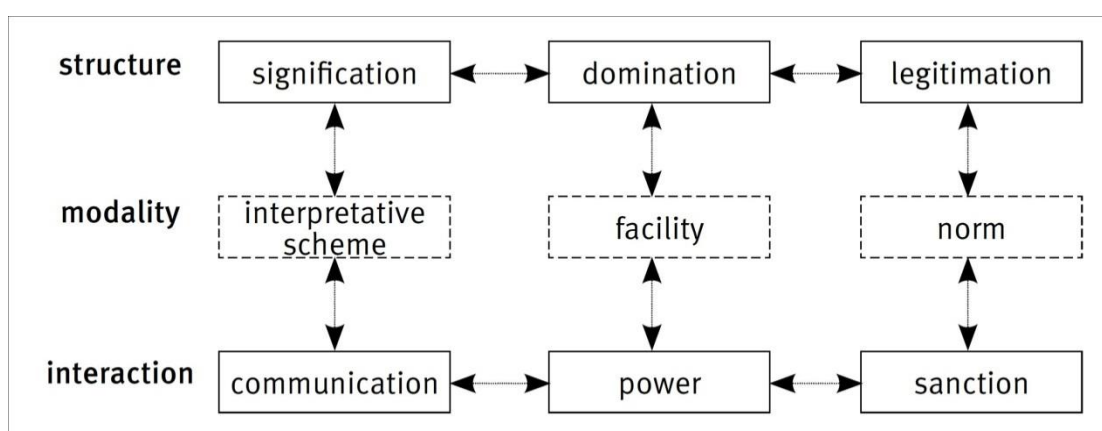 structure
signification
domination
legitimation
modality
interpretative
scheme
facility
norm
interaction
communication
power
sanction